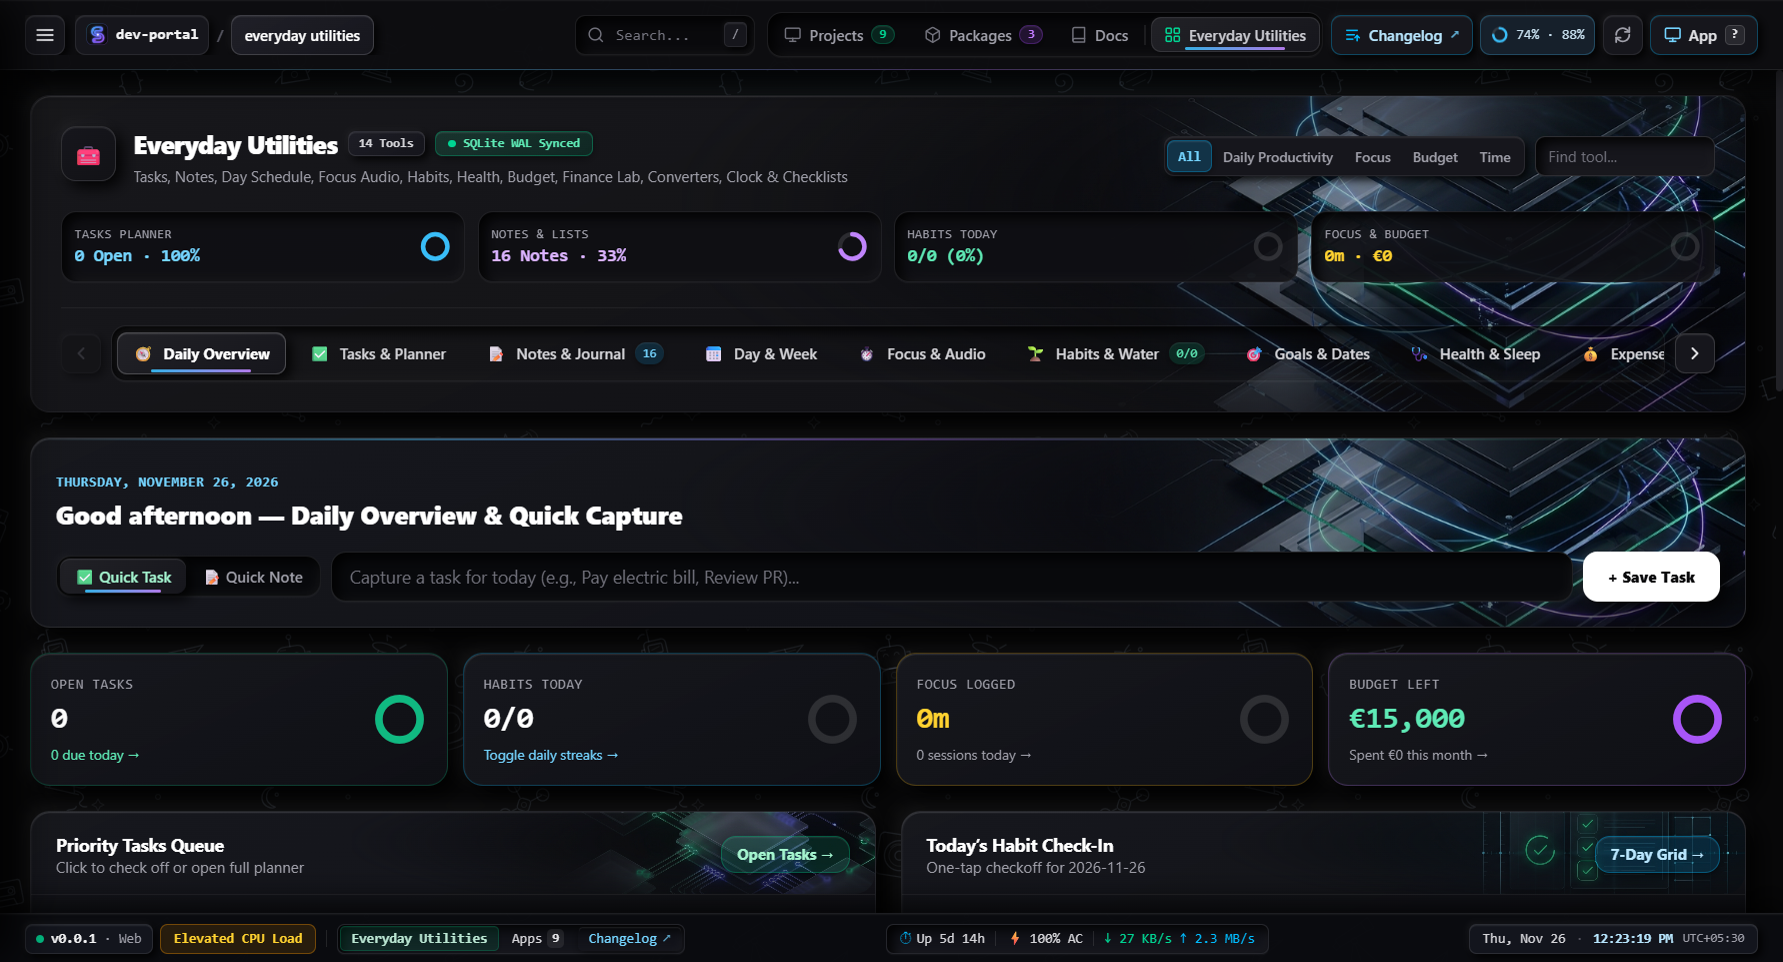 dev-portal / everyday utilities
Search... /
Projects 9
Packages 3
Docs
Everyday Utilities
Changelog ↗
74% · 88%
App ?
Everyday Utilities
14 Tools
SQLite WAL Synced
Tasks, Notes, Day Schedule, Focus Audio, Habits, Health, Budget, Finance Lab, Converters, Clock & Checklists
All Daily Productivity Focus Budget Time
Find tool...
TASKS PLANNER
0 Open · 100%
NOTES & LISTS
16 Notes · 33%
HABITS TODAY
0/0 (0%)
FOCUS & BUDGET
0m · €0
Daily Overview
Tasks & Planner
Notes & Journal 16
Day & Week
Focus & Audio
Habits & Water 0/0
Goals & Dates
Health & Sleep
Expense
THURSDAY, NOVEMBER 26, 2026
Good afternoon — Daily Overview & Quick Capture
Quick Task
Quick Note
Capture a task for today (e.g., Pay electric bill, Review PR)...
+ Save Task
OPEN TASKS
0
0 due today →
HABITS TODAY
0/0
Toggle daily streaks →
FOCUS LOGGED
0m
0 sessions today →
BUDGET LEFT
€15,000
Spent €0 this month →
Priority Tasks Queue
Click to check off or open full planner
Open Tasks →
Today's Habit Check-In
One-tap checkoff for 2026-11-26
7-Day Grid →
v0.0.1 · Web
Elevated CPU Load
Everyday Utilities
Apps 9
Changelog ↗
Up 5d 14h
100% AC
↓ 27 KB/s ↑ 2.3 MB/s
Thu, Nov 26 · 12:23:19 PM UTC+05:30